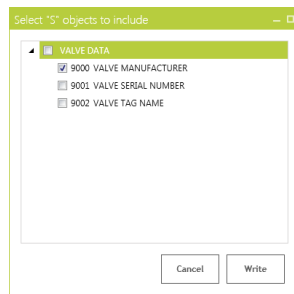 Select "S" objects to include
VALVE DATA
9000 VALVE MANUFACTURER
9001 VALVE SERIAL NUMBER
9002 VALVE TAG NAME
Cancel Write